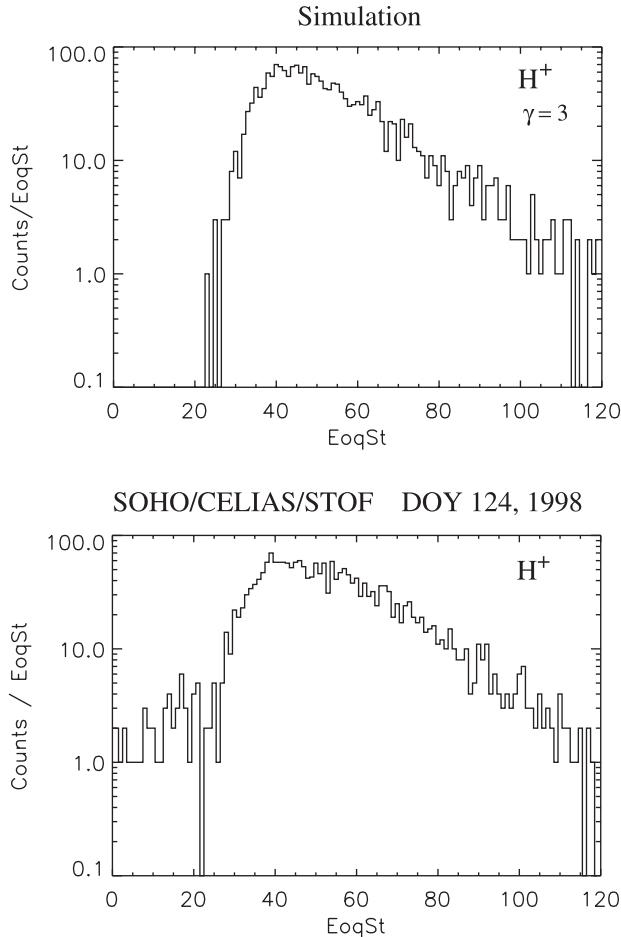 Simulation
100.0
10.0
1.0
0.1
Counts/EoqSt
H+
γ = 3
0 20 40 60 80 100 120
EoqSt
SOHO/CELIAS/STOF DOY 124, 1998
100.0
10.0
1.0
0.1
Counts / EoqSt
H+
0 20 40 60 80 100 120
EoqSt